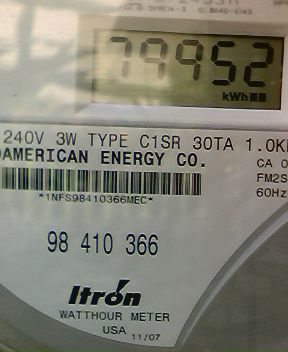 79952
kWh
240V 3W TYPE C1SR 30TA 1.0K
AMERICAN ENERGY CO.
CA 0
FM2S
60Hz
*1NFS98410366MEC*
98 410 366
Itron
WATTHOUR METER
USA 11/07